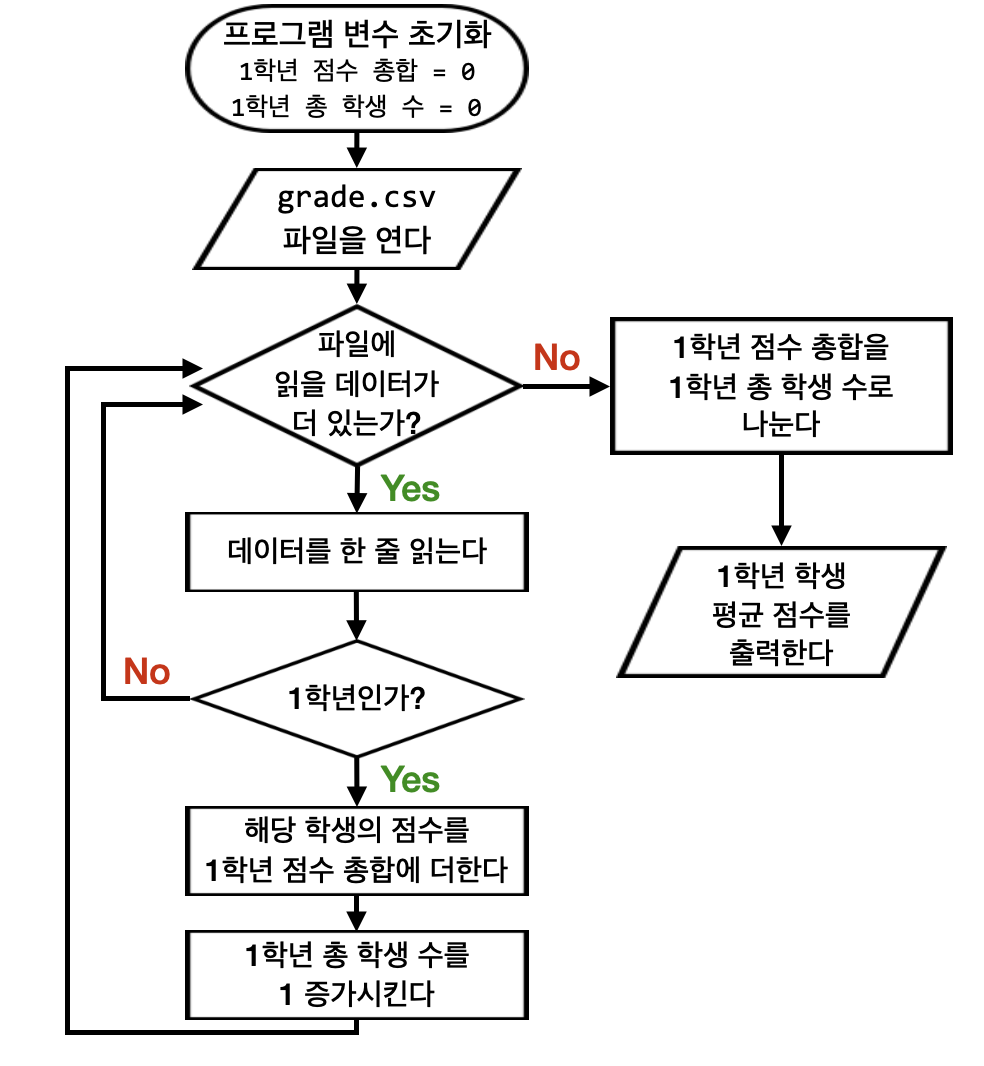 프로그램 변수 초기화
1학년 점수 총합 = 0
1학년 총 학생 수 = 0
grade.csv
파일을 연다
파일에
읽을 데이터가
더 있는가?
No
1학년 점수 총합을
1학년 총 학생 수로
나눈다
Yes
데이터를 한 줄 읽는다
1학년 학생
평균 점수를
출력한다
No
1학년인가?
Yes
해당 학생의 점수를
1학년 점수 총합에 더한다
1학년 총 학생 수를
1 증가시킨다